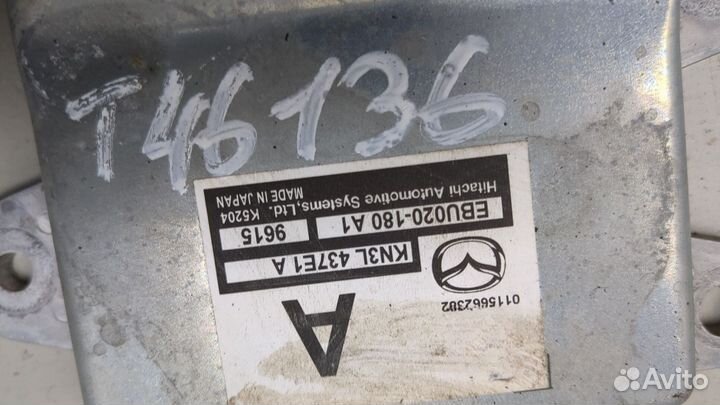 T46136
0115662302
KN3L 437E1 A
EBU020-180 A1 9615
Hitachi Automotive Systems,Ltd. K5204
MADE IN JAPAN
A
Avito